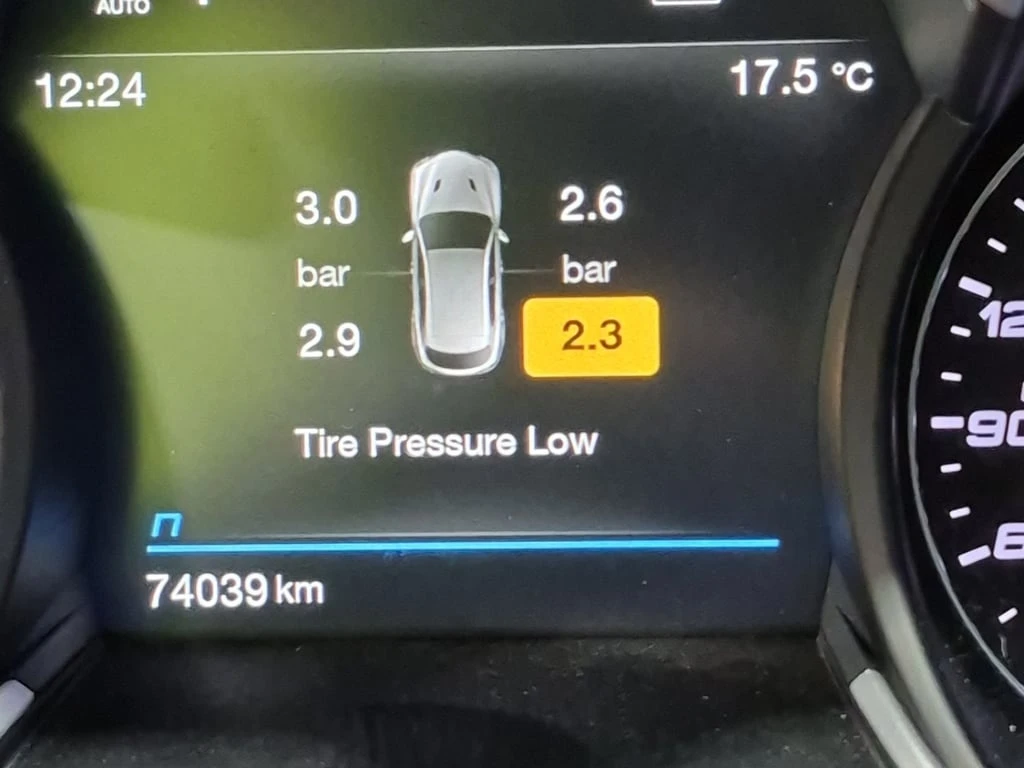 AUTO
12:24 17.5 °C
3.0 2.6
bar bar
2.9 2.3
Tire Pressure Low
n
74039 km
90